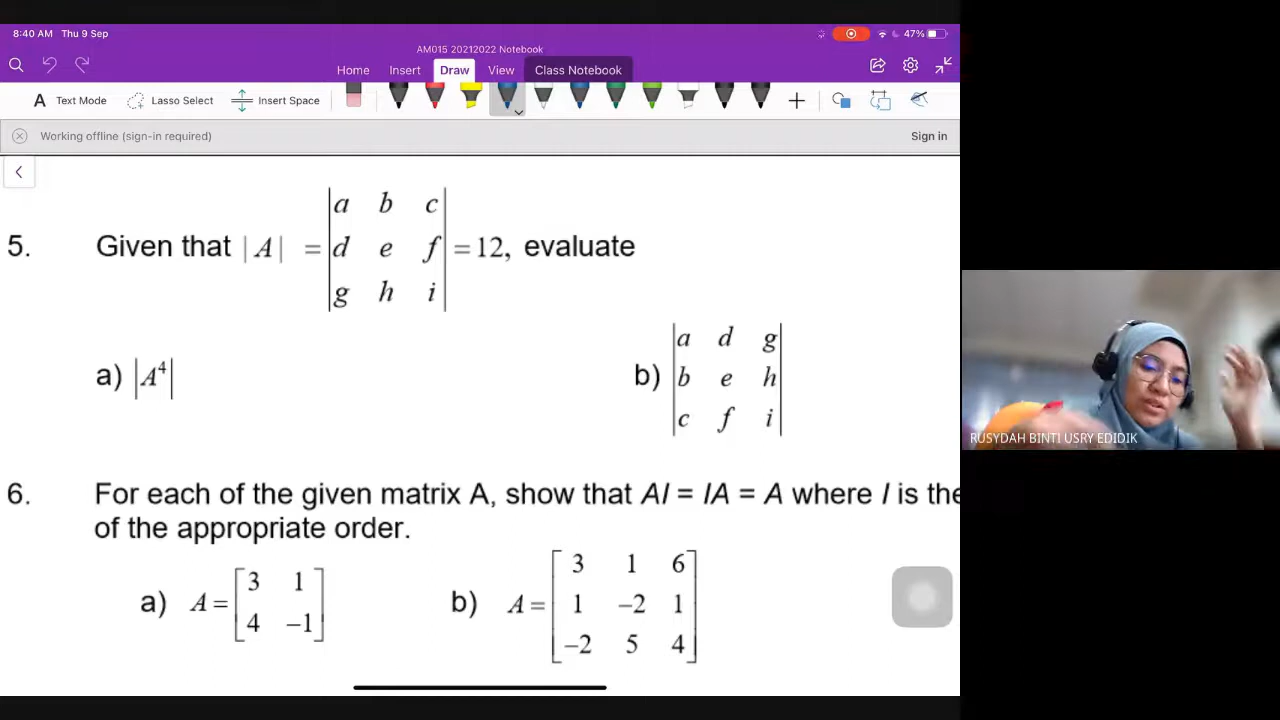 8:40 AM Thu 9 Sep
47%
AM015 20212022 Notebook
Home Insert Draw View Class Notebook
A Text Mode Lasso Select Insert Space
Working offline (sign-in required) Sign in
5. Given that |A| = |a b c
d e f
g h i| = 12, evaluate
a) |A⁴|
b) |a d g
b e h
c f i|
6. For each of the given matrix A, show that AI = IA = A where I is the
of the appropriate order.
a) A = [3 1
4 −1]
b) A = [3 1 6
1 −2 1
−2 5 4]
RUSYDAH BINTI USRY EDIDIK